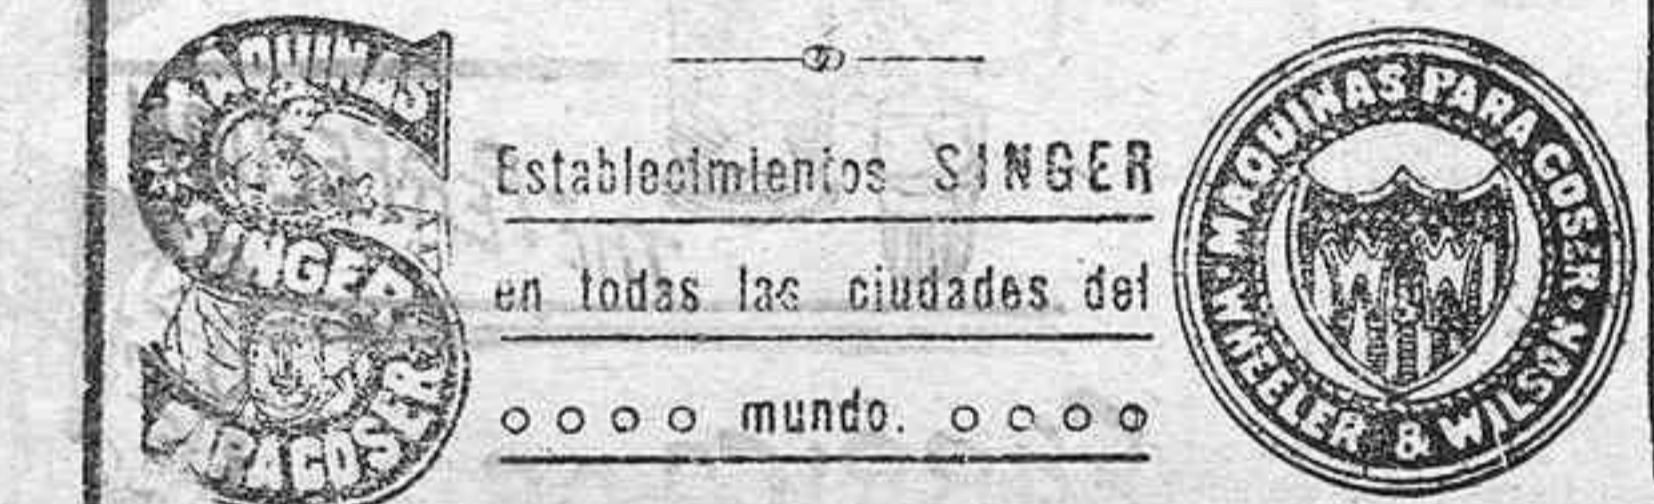 MAQUINAS
SINGER
PARA COSER
Establecimientos SINGER
en todas las ciudades del
o o o o mundo. o o o o
MAQUINAS PARA COSER
WHEELER & WILSON
W & W